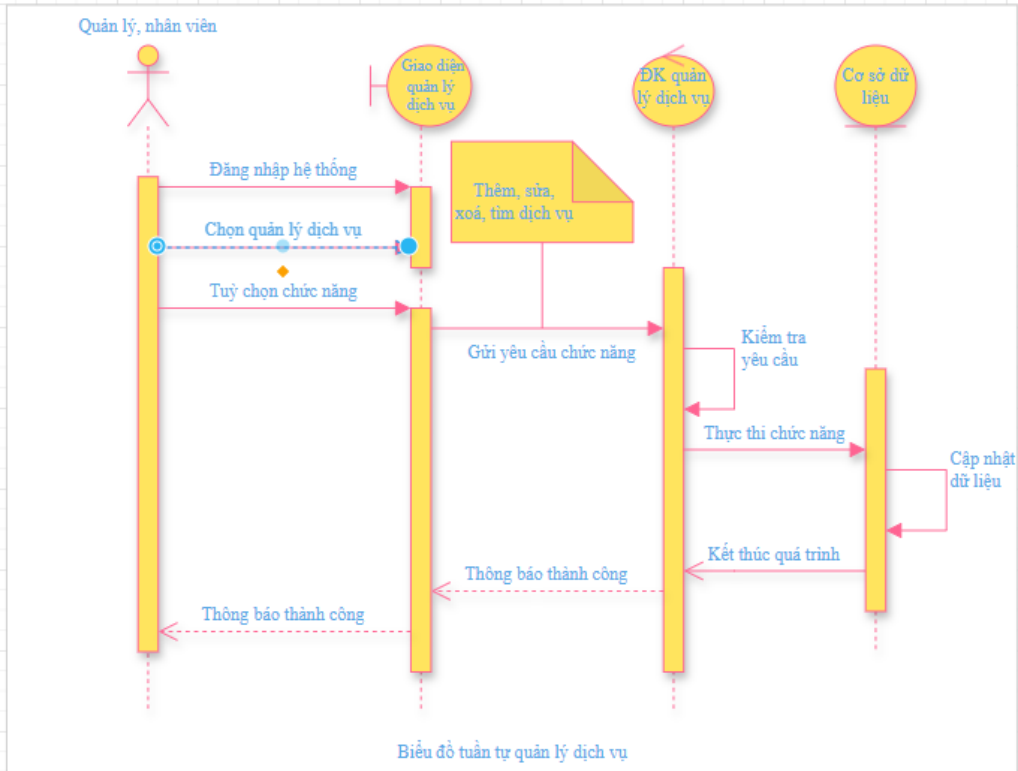 Quản lý, nhân viên
Giao diện
quản lý
dịch vụ
ĐK quản
lý dịch vụ
Cơ sở dữ
liệu
Đăng nhập hệ thống
Thêm, sửa,
xoá, tìm dịch vụ
Chọn quản lý dịch vụ
Tuỳ chọn chức năng
Gửi yêu cầu chức năng
Kiểm tra
yêu cầu
Thực thi chức năng
Cập nhật
dữ liệu
Kết thúc quá trình
Thông báo thành công
Thông báo thành công
Biểu đồ tuần tự quản lý dịch vụ